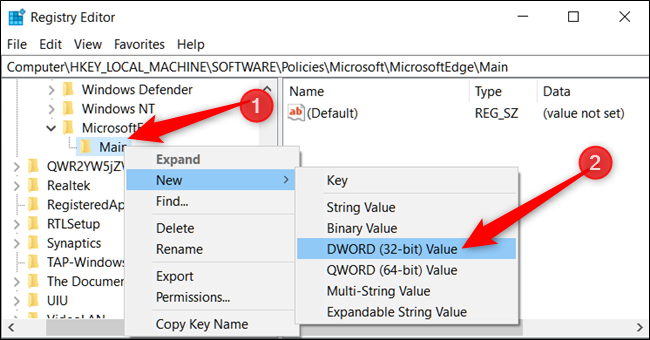 Registry Editor
File Edit View Favorites Help
Computer\HKEY_LOCAL_MACHINE\SOFTWARE\Policies\Microsoft\MicrosoftEdge\Main
Windows Defender
Windows NT
Main
QWR2YW5jZ
Realtek
RegisteredAp
RTLSetup
Synaptics
TAP-Windows
The Documen
UIU
Name Type Data
(Default) REG_SZ (value not set)
1
Expand
New
Find...
Delete
Rename
Export
Permissions...
Copy Key Name
2
Key
String Value
Binary Value
DWORD (32-bit) Value
QWORD (64-bit) Value
Multi-String Value
Expandable String Value